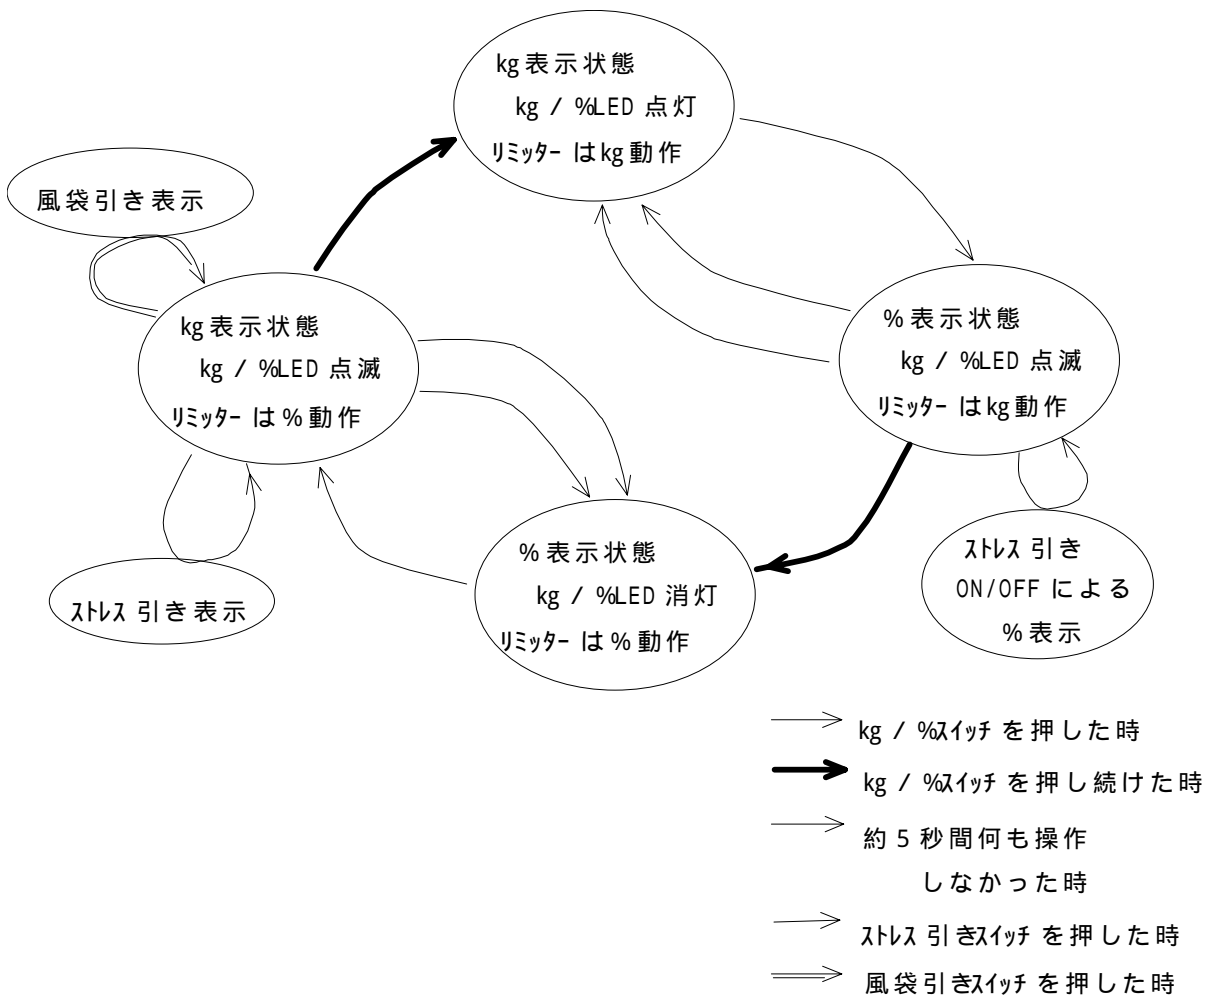 kg表示状態
kg / %LED 点灯
ﾘﾐｯﾀｰ はkg動作
風袋引き表示
kg表示状態
kg / %LED 点滅
ﾘﾐｯﾀｰ は%動作
%表示状態
kg / %LED 点滅
ﾘﾐｯﾀｰ はkg動作
%表示状態
kg / %LED 消灯
ﾘﾐｯﾀｰ は%動作
ｽﾄﾚｽ 引き表示
ｽﾄﾚｽ 引き
ON/OFF による
%表示
kg / %ｽｲｯﾁ を押した時
kg / %ｽｲｯﾁ を押し続けた時
約5秒間何も操作
しなかった時
ｽﾄﾚｽ 引きｽｲｯﾁ を押した時
風袋引きｽｲｯﾁ を押した時